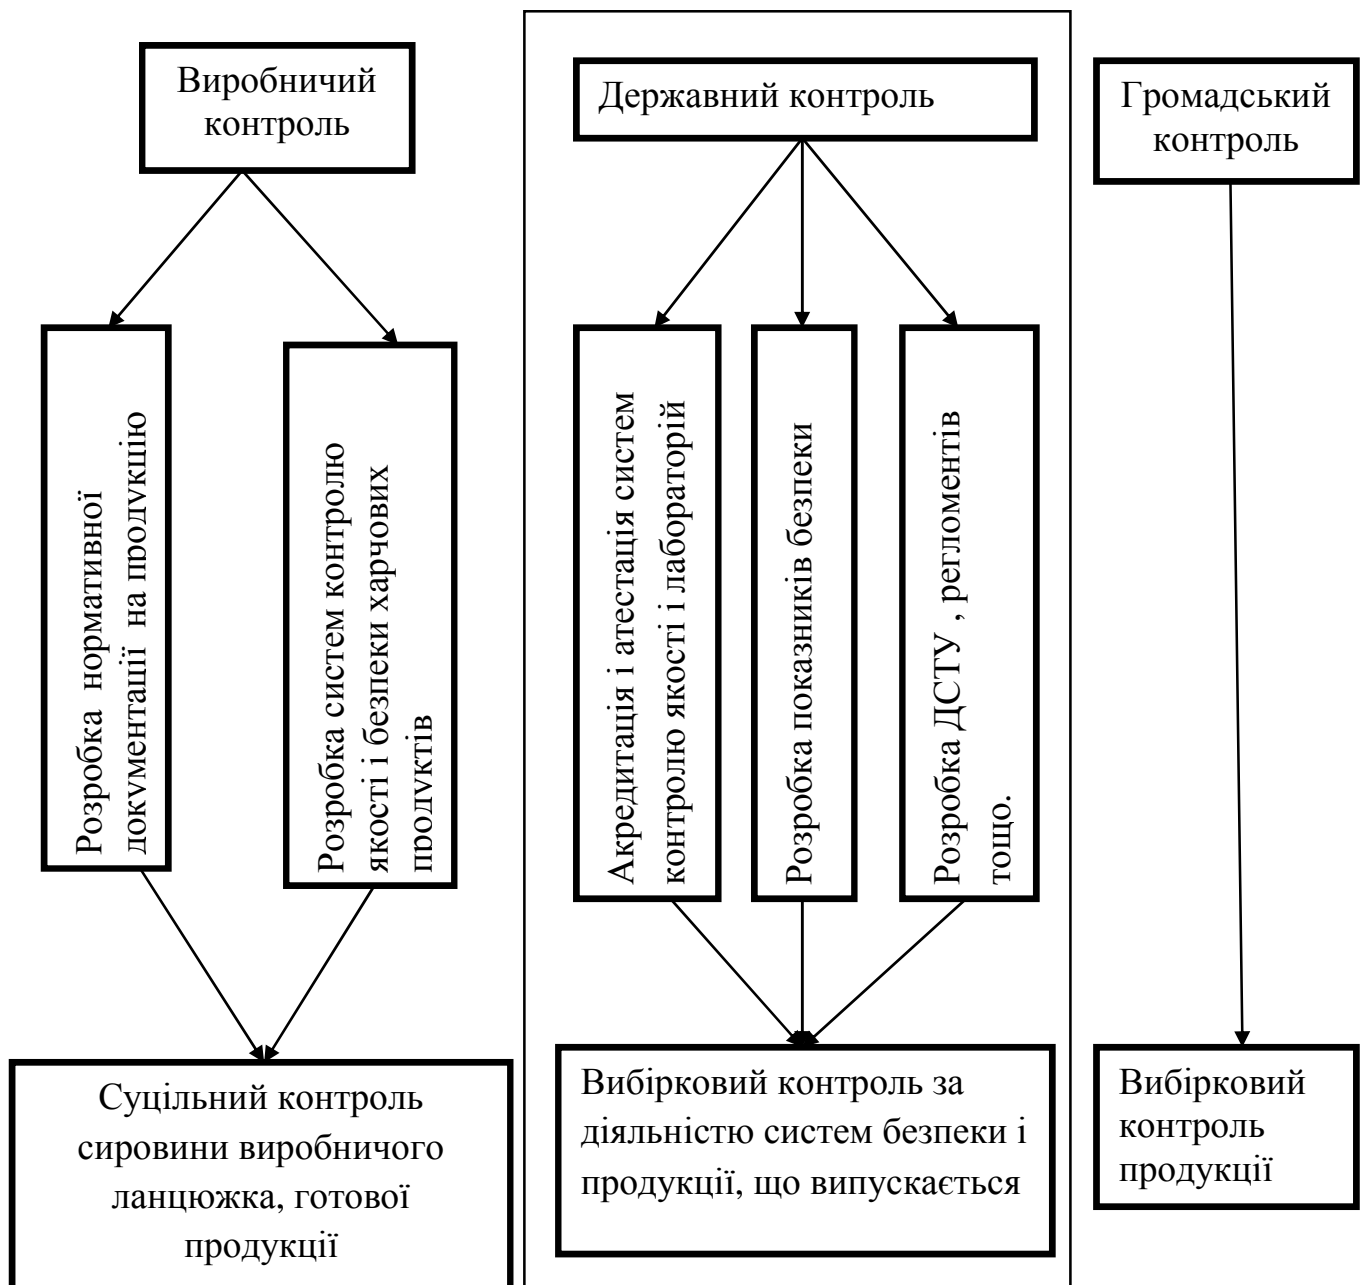 Виробничий
контроль
Державний контроль
Громадський
контроль
Розробка нормативної
документації на продукцію
Розробка систем контролю
якості і безпеки харчових
продуктів
Акредитація і атестація систем
контролю якості і лабораторій
Розробка показників безпеки
Розробка ДСТУ , регломентів
тощо.
Суцільний контроль
сировини виробничого
ланцюжка, готової
продукції
Вибірковий контроль за
діяльністю систем безпеки і
продукції, що випускається
Вибірковий
контроль
продукції